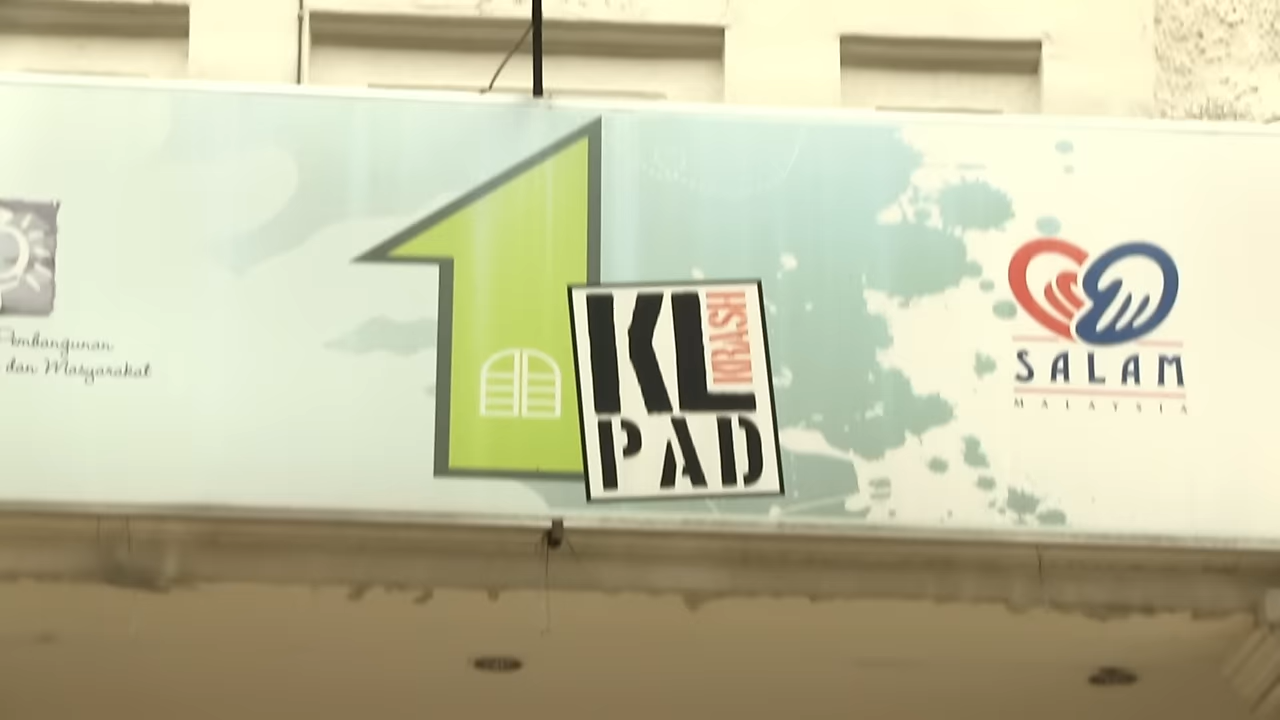 Pembangunan
dan Masyarakat
KL
KRASH
PAD
SALAM
MALAYSIA